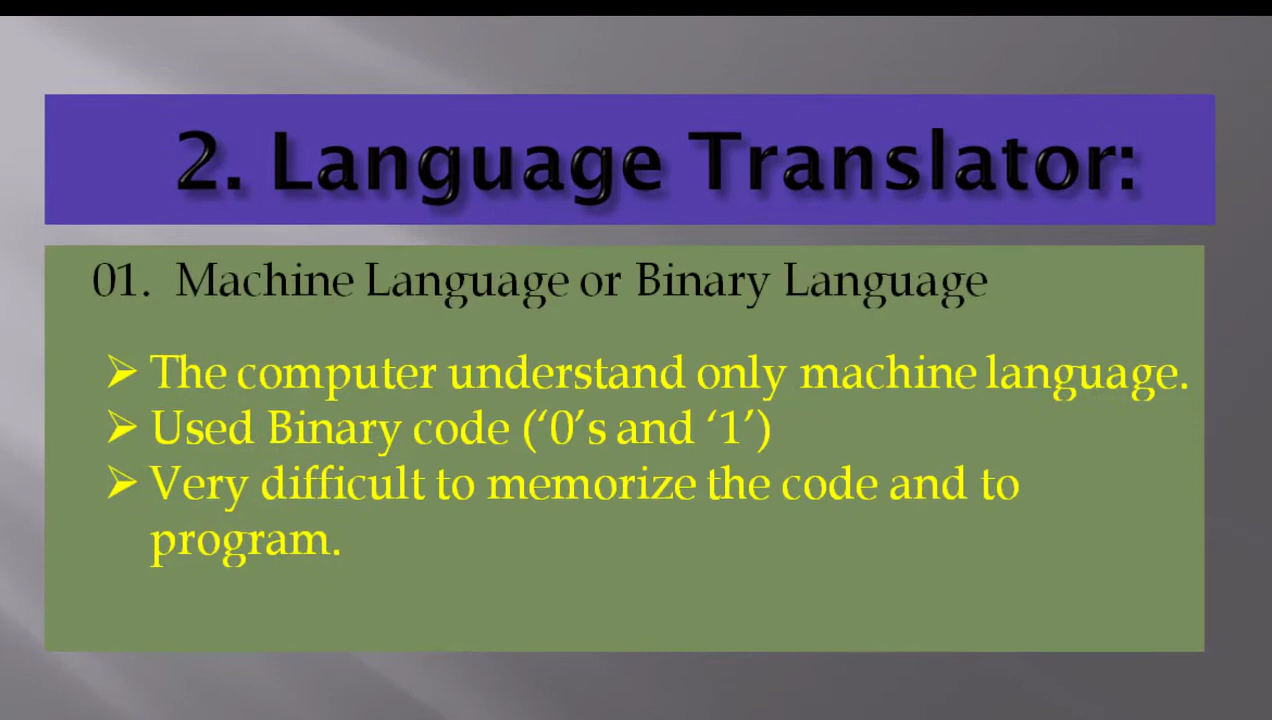 2. Language Translator:
01. Machine Language or Binary Language
➢ The computer understand only machine language.
➢ Used Binary code (‘0’s and ‘1’)
➢ Very difficult to memorize the code and to
program.